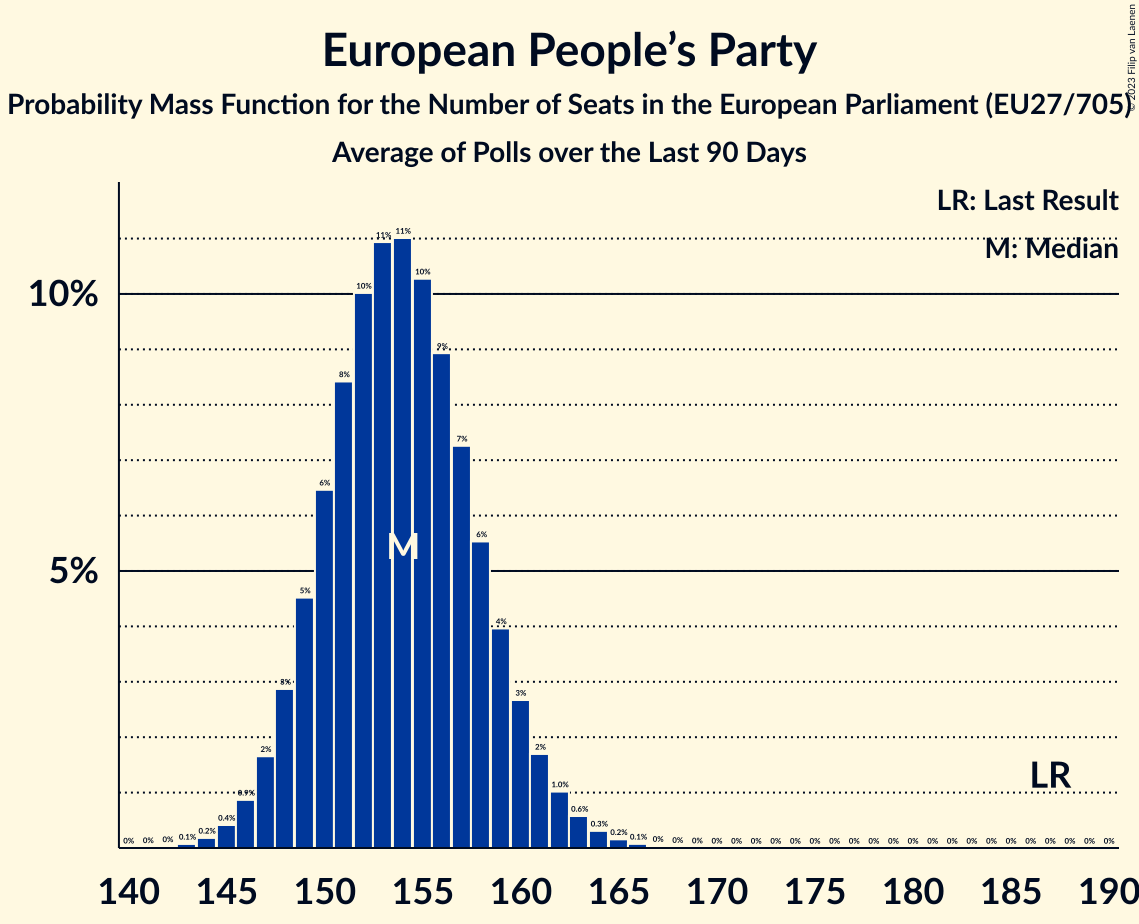 European People’s Party
Probability Mass Function for the Number of Seats in the European Parliament (EU27/705)
Average of Polls over the Last 90 Days
© 2023 Filip van Laenen
LR: Last Result
M: Median
10%
5%
0% 0% 0% 0.1% 0.2% 0.4% 0.9% 2% 3% 5% 6% 8% 10% 11% 11% 10% 9% 7% 6% 4% 3% 2% 1.0% 0.6% 0.3% 0.2% 0.1% 0% 0% 0% 0% 0% 0% 0% 0% 0% 0% 0% 0% 0% 0% 0% 0% 0% 0% 0% 0% 0% 0% 0% 0%
M
LR
140 145 150 155 160 165 170 175 180 185 190